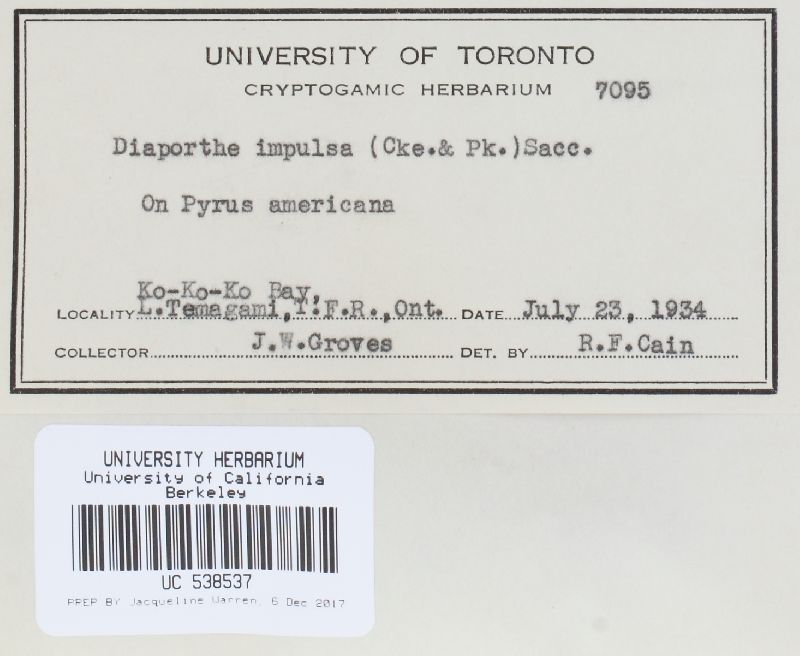 UNIVERSITY OF TORONTO
CRYPTOGAMIC HERBARIUM 7095
Diaporthe impulsa (Cke.& Pk.)Sacc.
On Pyrus americana
Ko-Ko-Ko Bay,
LOCALITY L.Temagami,T.F.R.,Ont. DATE July 23, 1934
COLLECTOR J.W.Groves DET. BY R.F.Cain
UNIVERSITY HERBARIUM
University of California
Berkeley
UC 538537
PREP BY Jacqueline Warren, 6 Dec 2017